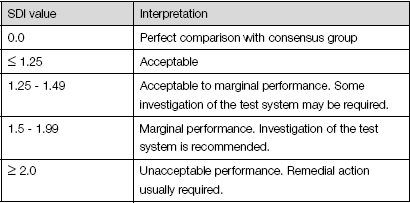 SDI value Interpretation
0.0 Perfect comparison with consensus group
≤ 1.25 Acceptable
1.25 - 1.49 Acceptable to marginal performance. Some
investigation of the test system may be required.
1.5 - 1.99 Marginal performance. Investigation of the test
system is recommended.
≥ 2.0 Unacceptable performance. Remedial action
usually required.